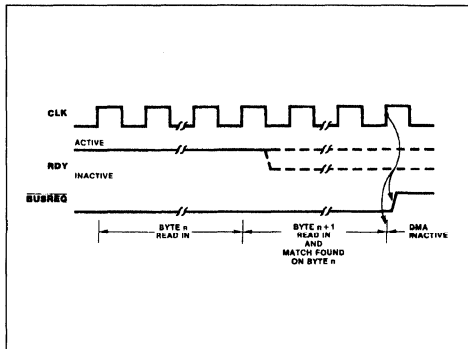 CLK
ACTIVE
RDY
INACTIVE
BUSREQ
BYTE n
READ IN
BYTE n + 1
READ IN
AND
MATCH FOUND
ON BYTE n
DMA
INACTIVE